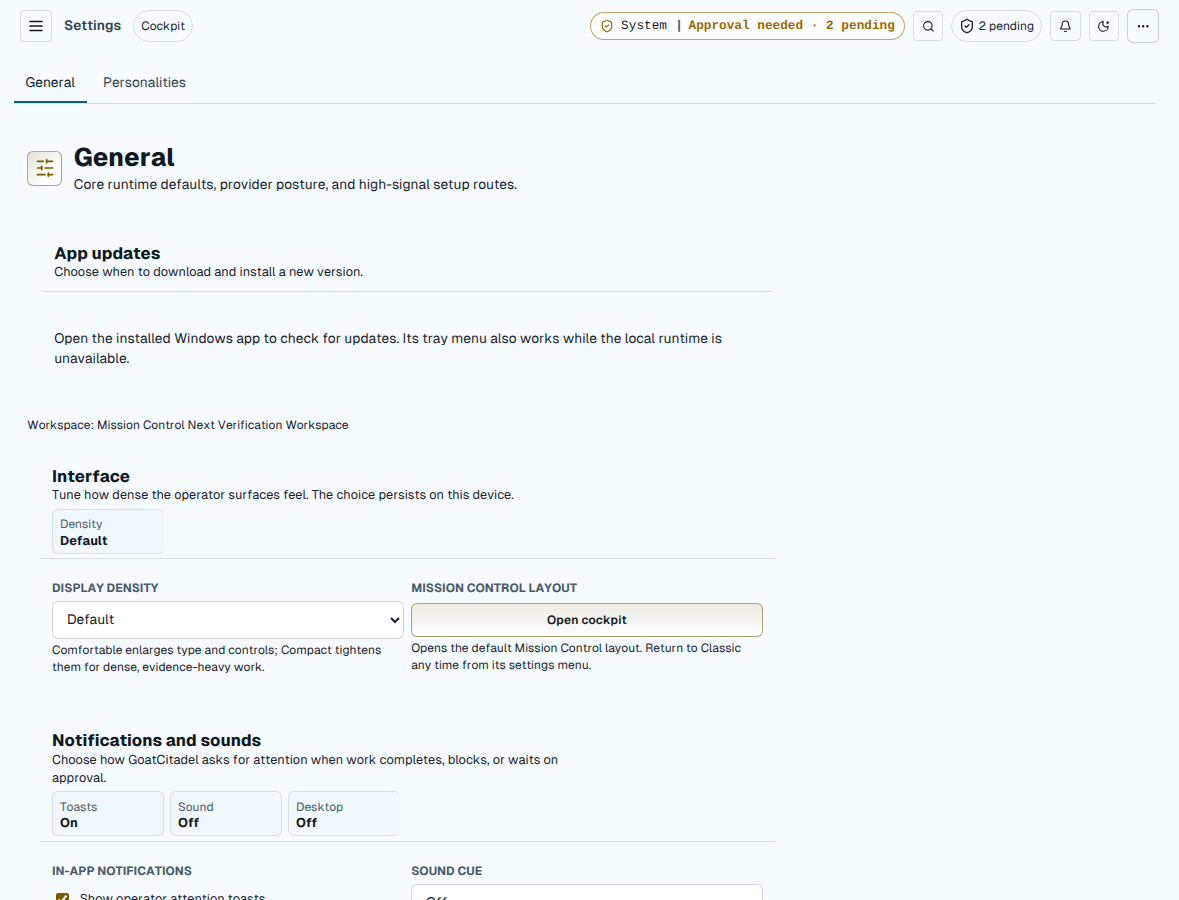 Settings
Cockpit
System | Approval needed · 2 pending
2 pending
General
Personalities
General
Core runtime defaults, provider posture, and high-signal setup routes.
App updates
Choose when to download and install a new version.
Open the installed Windows app to check for updates. Its tray menu also works while the local runtime is
unavailable.
Workspace: Mission Control Next Verification Workspace
Interface
Tune how dense the operator surfaces feel. The choice persists on this device.
Density
Default
DISPLAY DENSITY
Default
Comfortable enlarges type and controls; Compact tightens
them for dense, evidence-heavy work.
MISSION CONTROL LAYOUT
Open cockpit
Opens the default Mission Control layout. Return to Classic
any time from its settings menu.
Notifications and sounds
Choose how GoatCitadel asks for attention when work completes, blocks, or waits on
approval.
Toasts
On
Sound
Off
Desktop
Off
IN-APP NOTIFICATIONS
Show operator attention toasts
SOUND CUE
Off